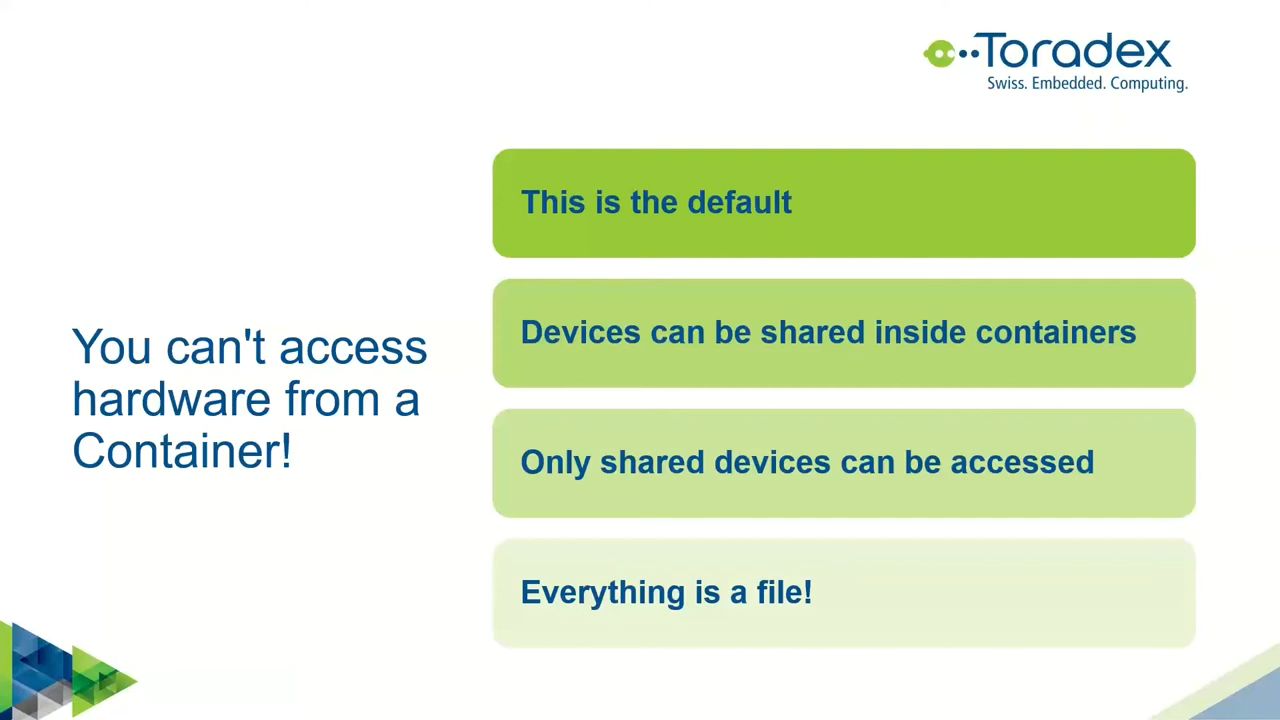 Toradex
Swiss. Embedded. Computing.
You can't access
hardware from a
Container!
This is the default
Devices can be shared inside containers
Only shared devices can be accessed
Everything is a file!